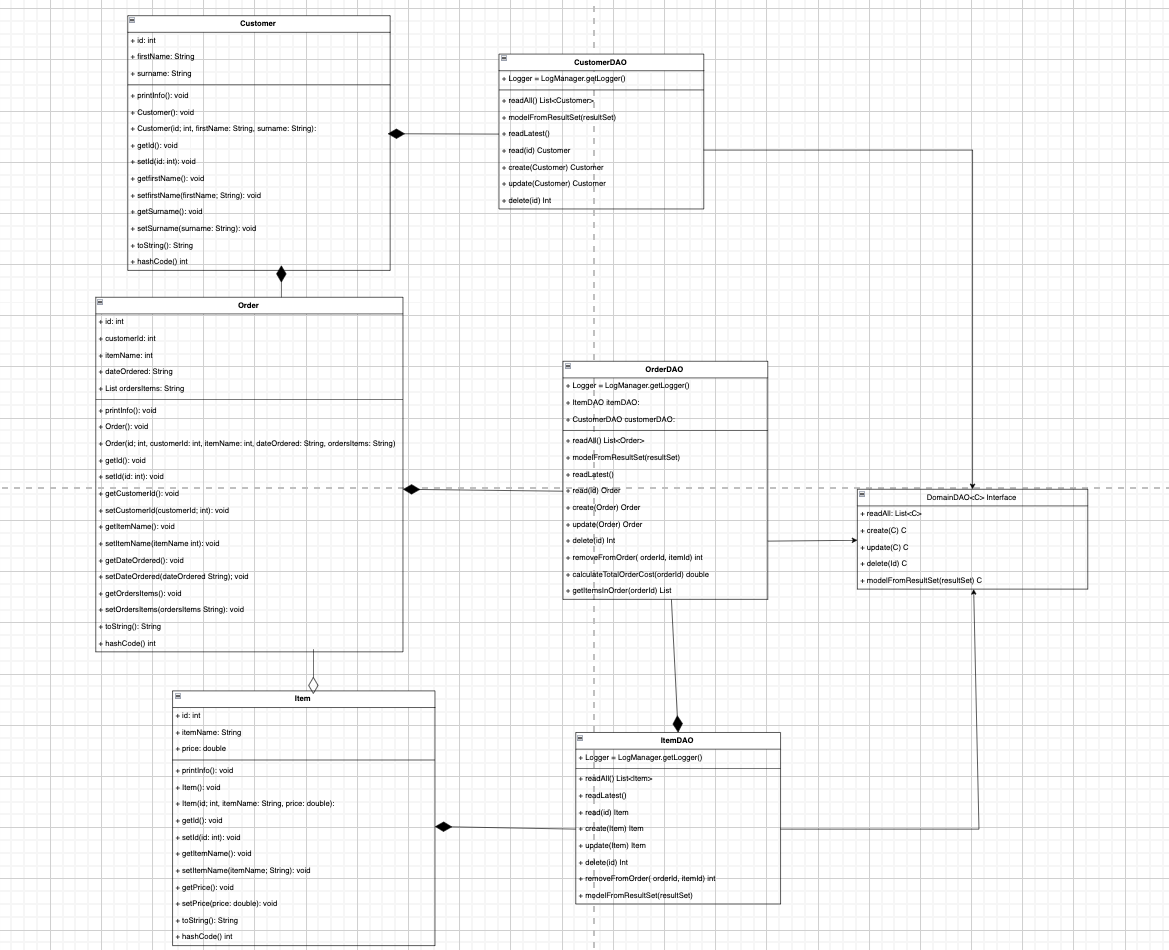 Customer
+ id: int
+ firstName: String
+ surname: String
+ printInfo(): void
+ Customer(): void
+ Customer(id; int, firstName: String, surname: String):
+ getId(): void
+ setId(id: int): void
+ getfirstName(): void
+ setfirstName(firstName; String): void
+ getSurname(): void
+ setSurname(surname: String): void
+ toString(): String
+ hashCode() int
CustomerDAO
+ Logger = LogManager.getLogger()
+ readAll() List<Customer>
+ modelFromResultSet(resultSet)
+ readLatest()
+ read(id) Customer
+ create(Customer) Customer
+ update(Customer) Customer
+ delete(id) Int
Order
+ id: int
+ customerId: int
+ itemName: int
+ dateOrdered: String
+ List ordersItems: String
+ printInfo(): void
+ Order(): void
+ Order(id; int, customerId: int, itemName: int, dateOrdered: String, ordersItems: String)
+ getId(): void
+ setId(id: int): void
+ getCustomerId(): void
+ setCustomerId(customerId; int): void
+ getItemName(): void
+ setItemName(itemName int): void
+ getDateOrdered(): void
+ setDateOrdered(dateOrdered String); void
+ getOrdersItems(): void
+ setOrdersItems(ordersItems String): void
+ toString(): String
+ hashCode() int
OrderDAO
+ Logger = LogManager.getLogger()
+ ItemDAO itemDAO:
+ CustomerDAO customerDAO:
+ readAll() List<Order>
+ modelFromResultSet(resultSet)
+ readLatest()
+ read(id) Order
+ create(Order) Order
+ update(Order) Order
+ delete(id) Int
+ removeFromOrder( orderId, itemId) int
+ calculateTotalOrderCost(orderId) double
+ getItemsInOrder(orderId) List
DomainDAO<C> Interface
+ readAll: List<C>
+ create(C) C
+ update(C) C
+ delete(Id) C
+ modelFromResultSet(resultSet) C
Item
+ id: int
+ itemName: String
+ price: double
+ printInfo(): void
+ Item(): void
+ Item(id; int, itemName: String, price: double):
+ getId(): void
+ setId(id: int): void
+ getItemName(): void
+ setItemName(itemName; String): void
+ getPrice(): void
+ setPrice(price: double): void
+ toString(): String
+ hashCode() int
ItemDAO
+ Logger = LogManager.getLogger()
+ readAll() List<Item>
+ readLatest()
+ read(id) Item
+ create(Item) Item
+ update(Item) Item
+ delete(id) Int
+ removeFromOrder( orderId, itemId) int
+ modelFromResultSet(resultSet)